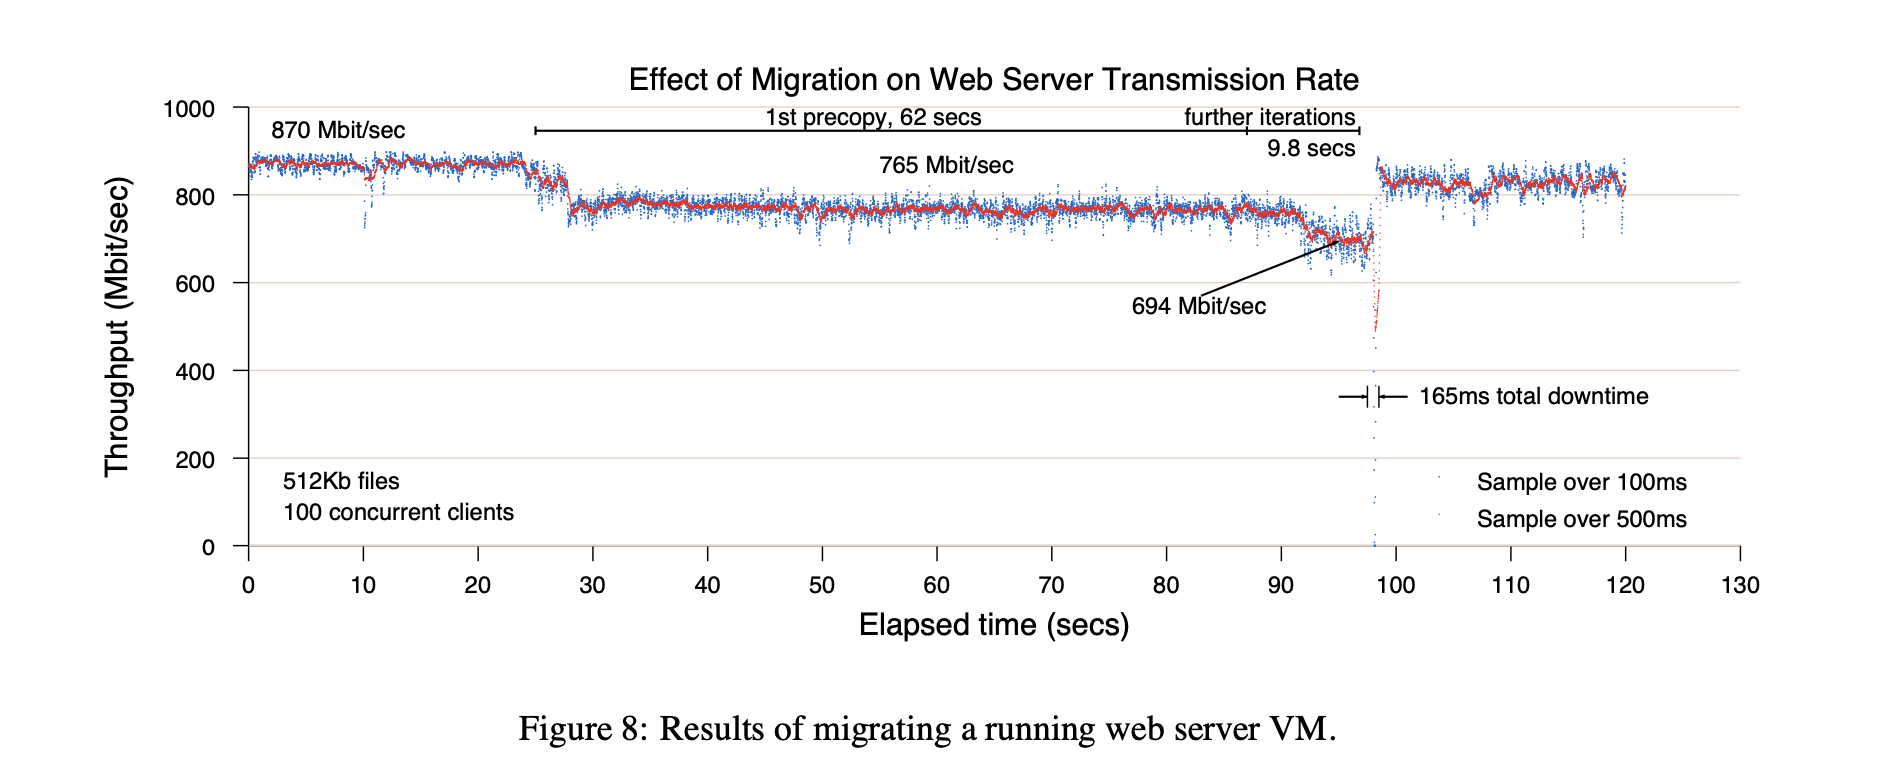 Effect of Migration on Web Server Transmission Rate
1000
800
600
400
200
0
Throughput (Mbit/sec)
870 Mbit/sec
1st precopy, 62 secs
further iterations
9.8 secs
765 Mbit/sec
694 Mbit/sec
165ms total downtime
512Kb files
100 concurrent clients
Sample over 100ms
Sample over 500ms
0 10 20 30 40 50 60 70 80 90 100 110 120 130
Elapsed time (secs)
Figure 8: Results of migrating a running web server VM.